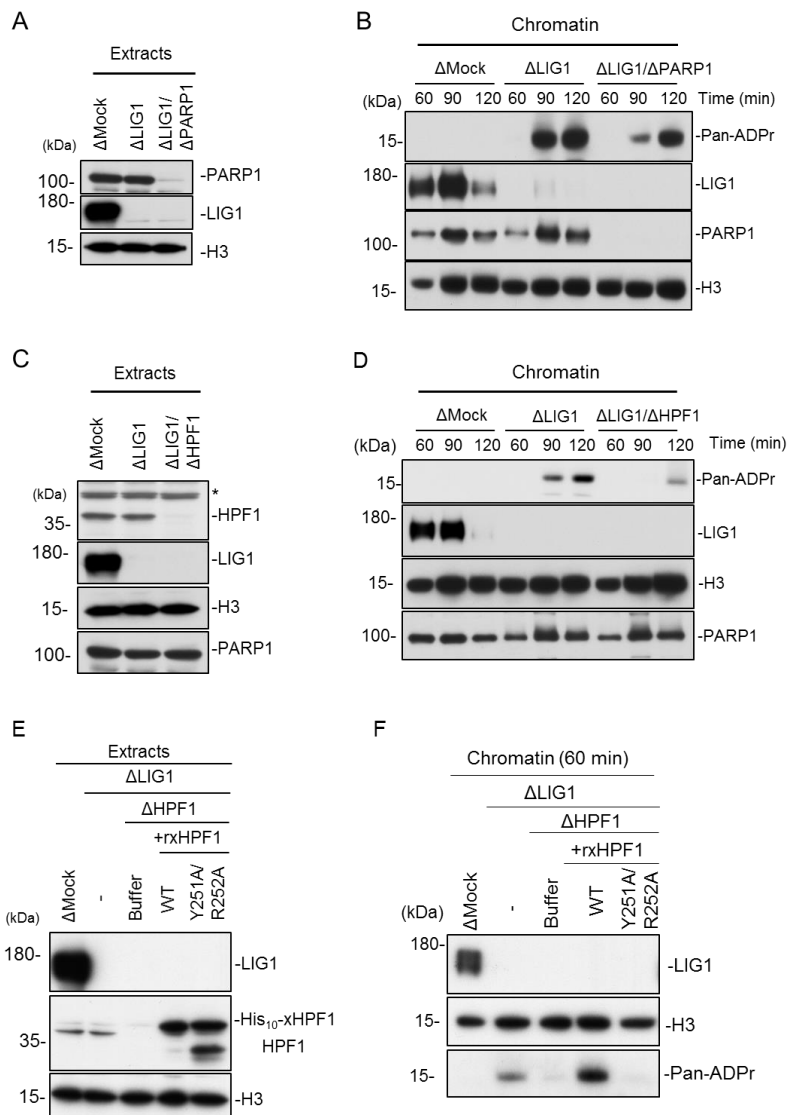 A
Extracts
ΔMock
ΔLIG1
ΔLIG1/
ΔPARP1
(kDa)
100-
-PARP1
180-
-LIG1
15-
-H3
B
Chromatin
ΔMock ΔLIG1 ΔLIG1/ΔPARP1
(kDa) 60 90 120 60 90 120 60 90 120 Time (min)
15- -Pan-ADPr
180-
-LIG1
-PARP1
100-
15- -H3
C
Extracts
ΔMock
ΔLIG1
ΔLIG1/
ΔHPF1
(kDa) *
-HPF1
35-
180-
-LIG1
15- -H3
100- -PARP1
D
Chromatin
ΔMock ΔLIG1 ΔLIG1/ΔHPF1
(kDa) 60 90 120 60 90 120 60 90 120 Time (min)
15- -Pan-ADPr
180-
-LIG1
15- -H3
100- -PARP1
E
Extracts
ΔLIG1
ΔHPF1
+rxHPF1
(kDa)
ΔMock
-
Buffer
WT
Y251A/
R252A
180-
-LIG1
-His₁₀-xHPF1
35- HPF1
15- -H3
F
Chromatin (60 min)
ΔLIG1
ΔHPF1
+rxHPF1
(kDa)
ΔMock
-
Buffer
WT
Y251A/
R252A
180-
-LIG1
15- -H3
15- -Pan-ADPr